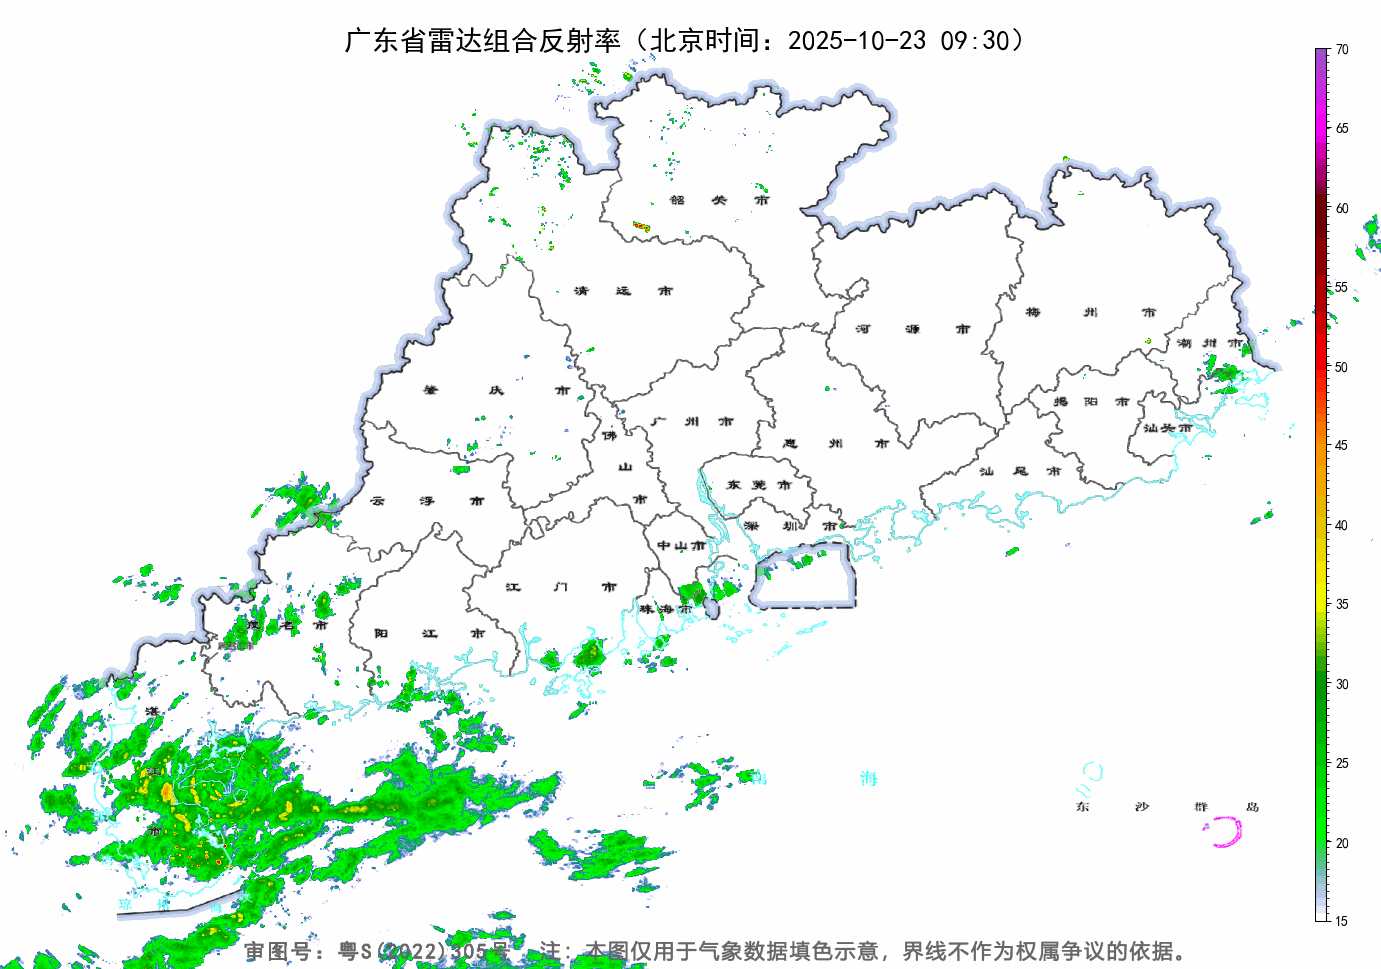 广东省雷达组合反射率（北京时间：2025-10-23 09:30）
70
65
60
55
50
45
40
35
30
25
20
15
韶 关 市
清 远 市
河 源 市
梅 州 市
潮 州 市
肇 庆 市
揭 阳 市
汕头市
广 州 市
佛 山 市
惠 州 市
汕 尾 市
东 莞 市
云 浮 市
深 圳 市
中山市
江 门 市
珠海市
茂 名 市
阳 江 市
湛 江 市
南 海
东 沙 群 岛
琼 州 海
审图号：粤S(2022)305号 注：本图仅用于气象数据填色示意，界线不作为权属争议的依据。